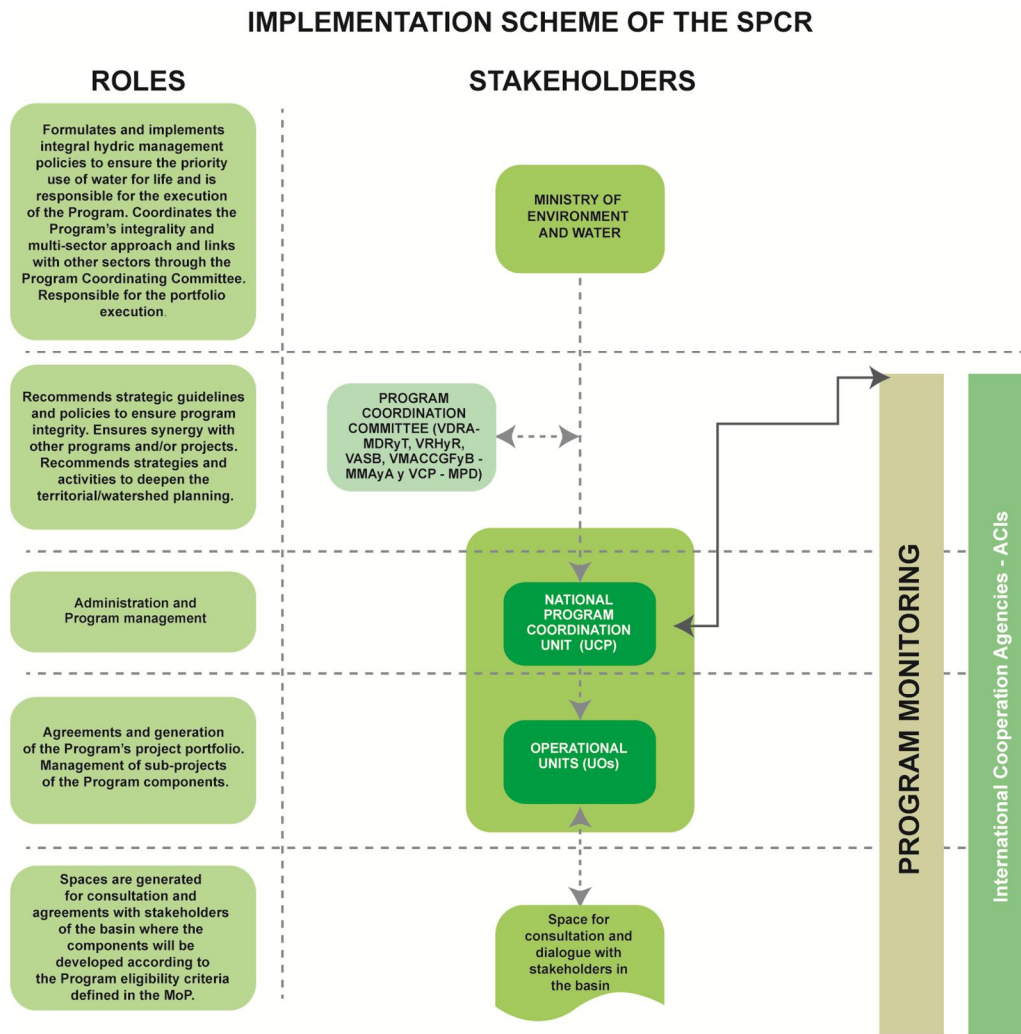 IMPLEMENTATION SCHEME OF THE SPCR
ROLES
STAKEHOLDERS
Formulates and implements
integral hydric management
policies to ensure the priority
use of water for life and is
responsible for the execution
of the Program. Coordinates the
Program's integrality and
multi-sector approach and links
with other sectors through the
Program Coordinating Committee.
Responsible for the portfolio
execution.
MINISTRY OF
ENVIRONMENT
AND WATER
Recommends strategic guidelines
and policies to ensure program
integrity. Ensures synergy with
other programs and/or projects.
Recommends strategies and
activities to deepen the
territorial/watershed planning.
PROGRAM
COORDINATION
COMMITTEE (VDRA-
MDRyT, VRHyR,
VASB, VMACCGFyB -
MMAyA y VCP - MPD)
Administration and
Program management
NATIONAL
PROGRAM
COORDINATION
UNIT (UCP)
Agreements and generation
of the Program's project portfolio.
Management of sub-projects
of the Program components.
OPERATIONAL
UNITS (UOs)
Spaces are generated
for consultation and
agreements with stakeholders
of the basin where the
components will be
developed according to
the Program eligibility criteria
defined in the MoP.
Space for
consultation and
dialogue with
stakeholders in
the basin
PROGRAM MONITORING
International Cooperation Agencies - ACIs